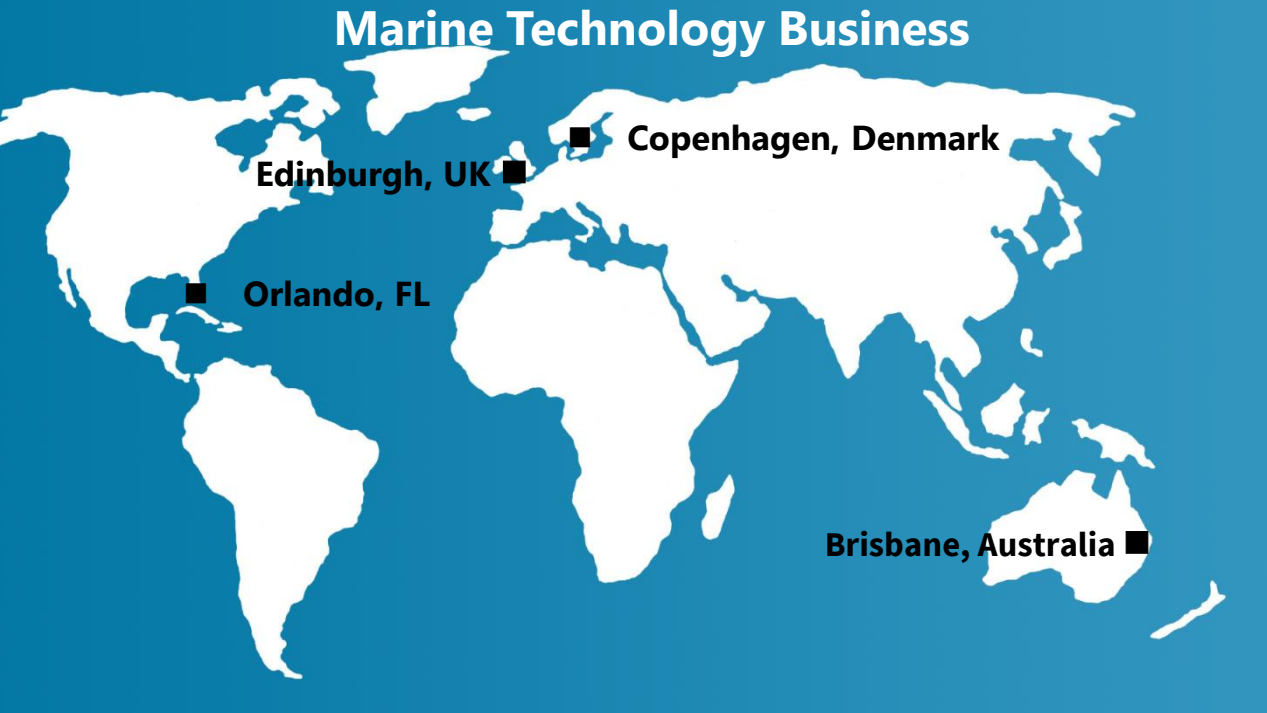 Marine Technology Business
Copenhagen, Denmark
Edinburgh, UK
Orlando, FL
Brisbane, Australia